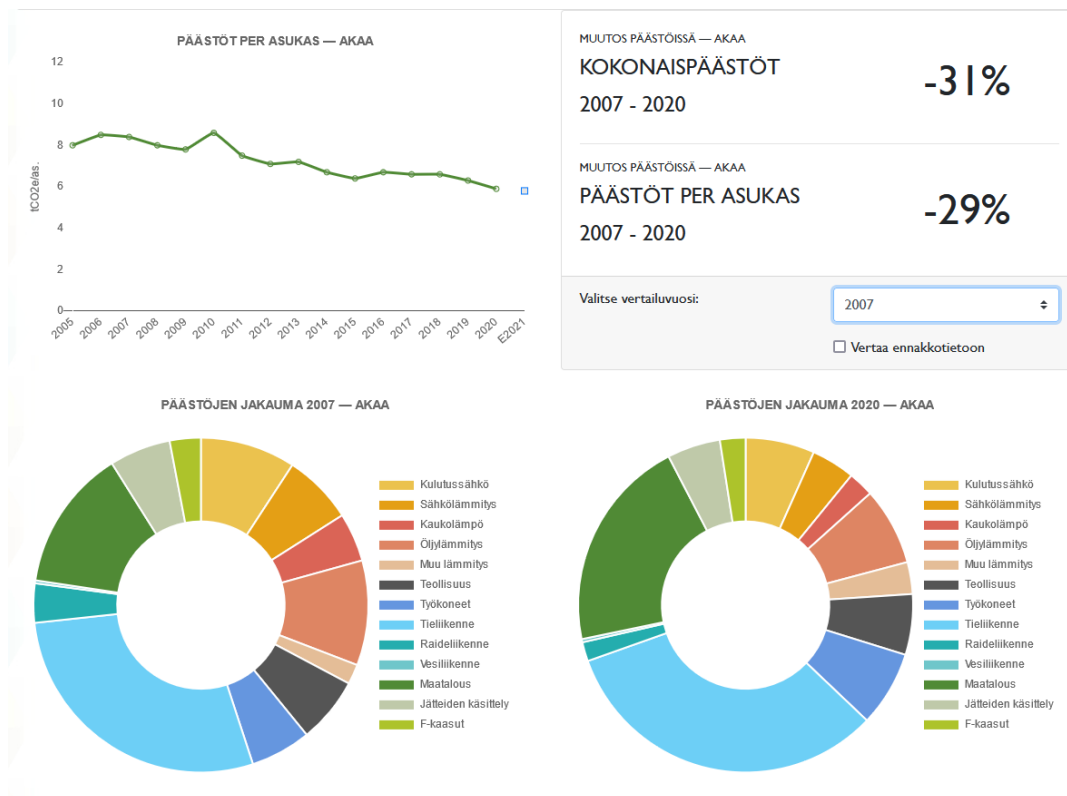 PÄÄSTÖT PER ASUKAS — AKAA
12
10
8
6
4
2
0
tCO2e/as.
2005
2006
2007
2008
2009
2010
2011
2012
2013
2014
2015
2016
2017
2018
2019
2020
E2021
MUUTOS PÄÄSTÖISSÄ — AKAA
KOKONAISPÄÄSTÖT
2007 - 2020
-31%
MUUTOS PÄÄSTÖISSÄ — AKAA
PÄÄSTÖT PER ASUKAS
2007 - 2020
-29%
Valitse vertailuvuosi:
2007
Vertaa ennakkotietoon
PÄÄSTÖJEN JAKAUMA 2007 — AKAA
Kulutussähkö
Sähkölämmitys
Kaukolämpö
Öljylämmitys
Muu lämmitys
Teollisuus
Työkoneet
Tieliikenne
Raideliikenne
Vesiliikenne
Maatalous
Jätteiden käsittely
F-kaasut
PÄÄSTÖJEN JAKAUMA 2020 — AKAA
Kulutussähkö
Sähkölämmitys
Kaukolämpö
Öljylämmitys
Muu lämmitys
Teollisuus
Työkoneet
Tieliikenne
Raideliikenne
Vesiliikenne
Maatalous
Jätteiden käsittely
F-kaasut